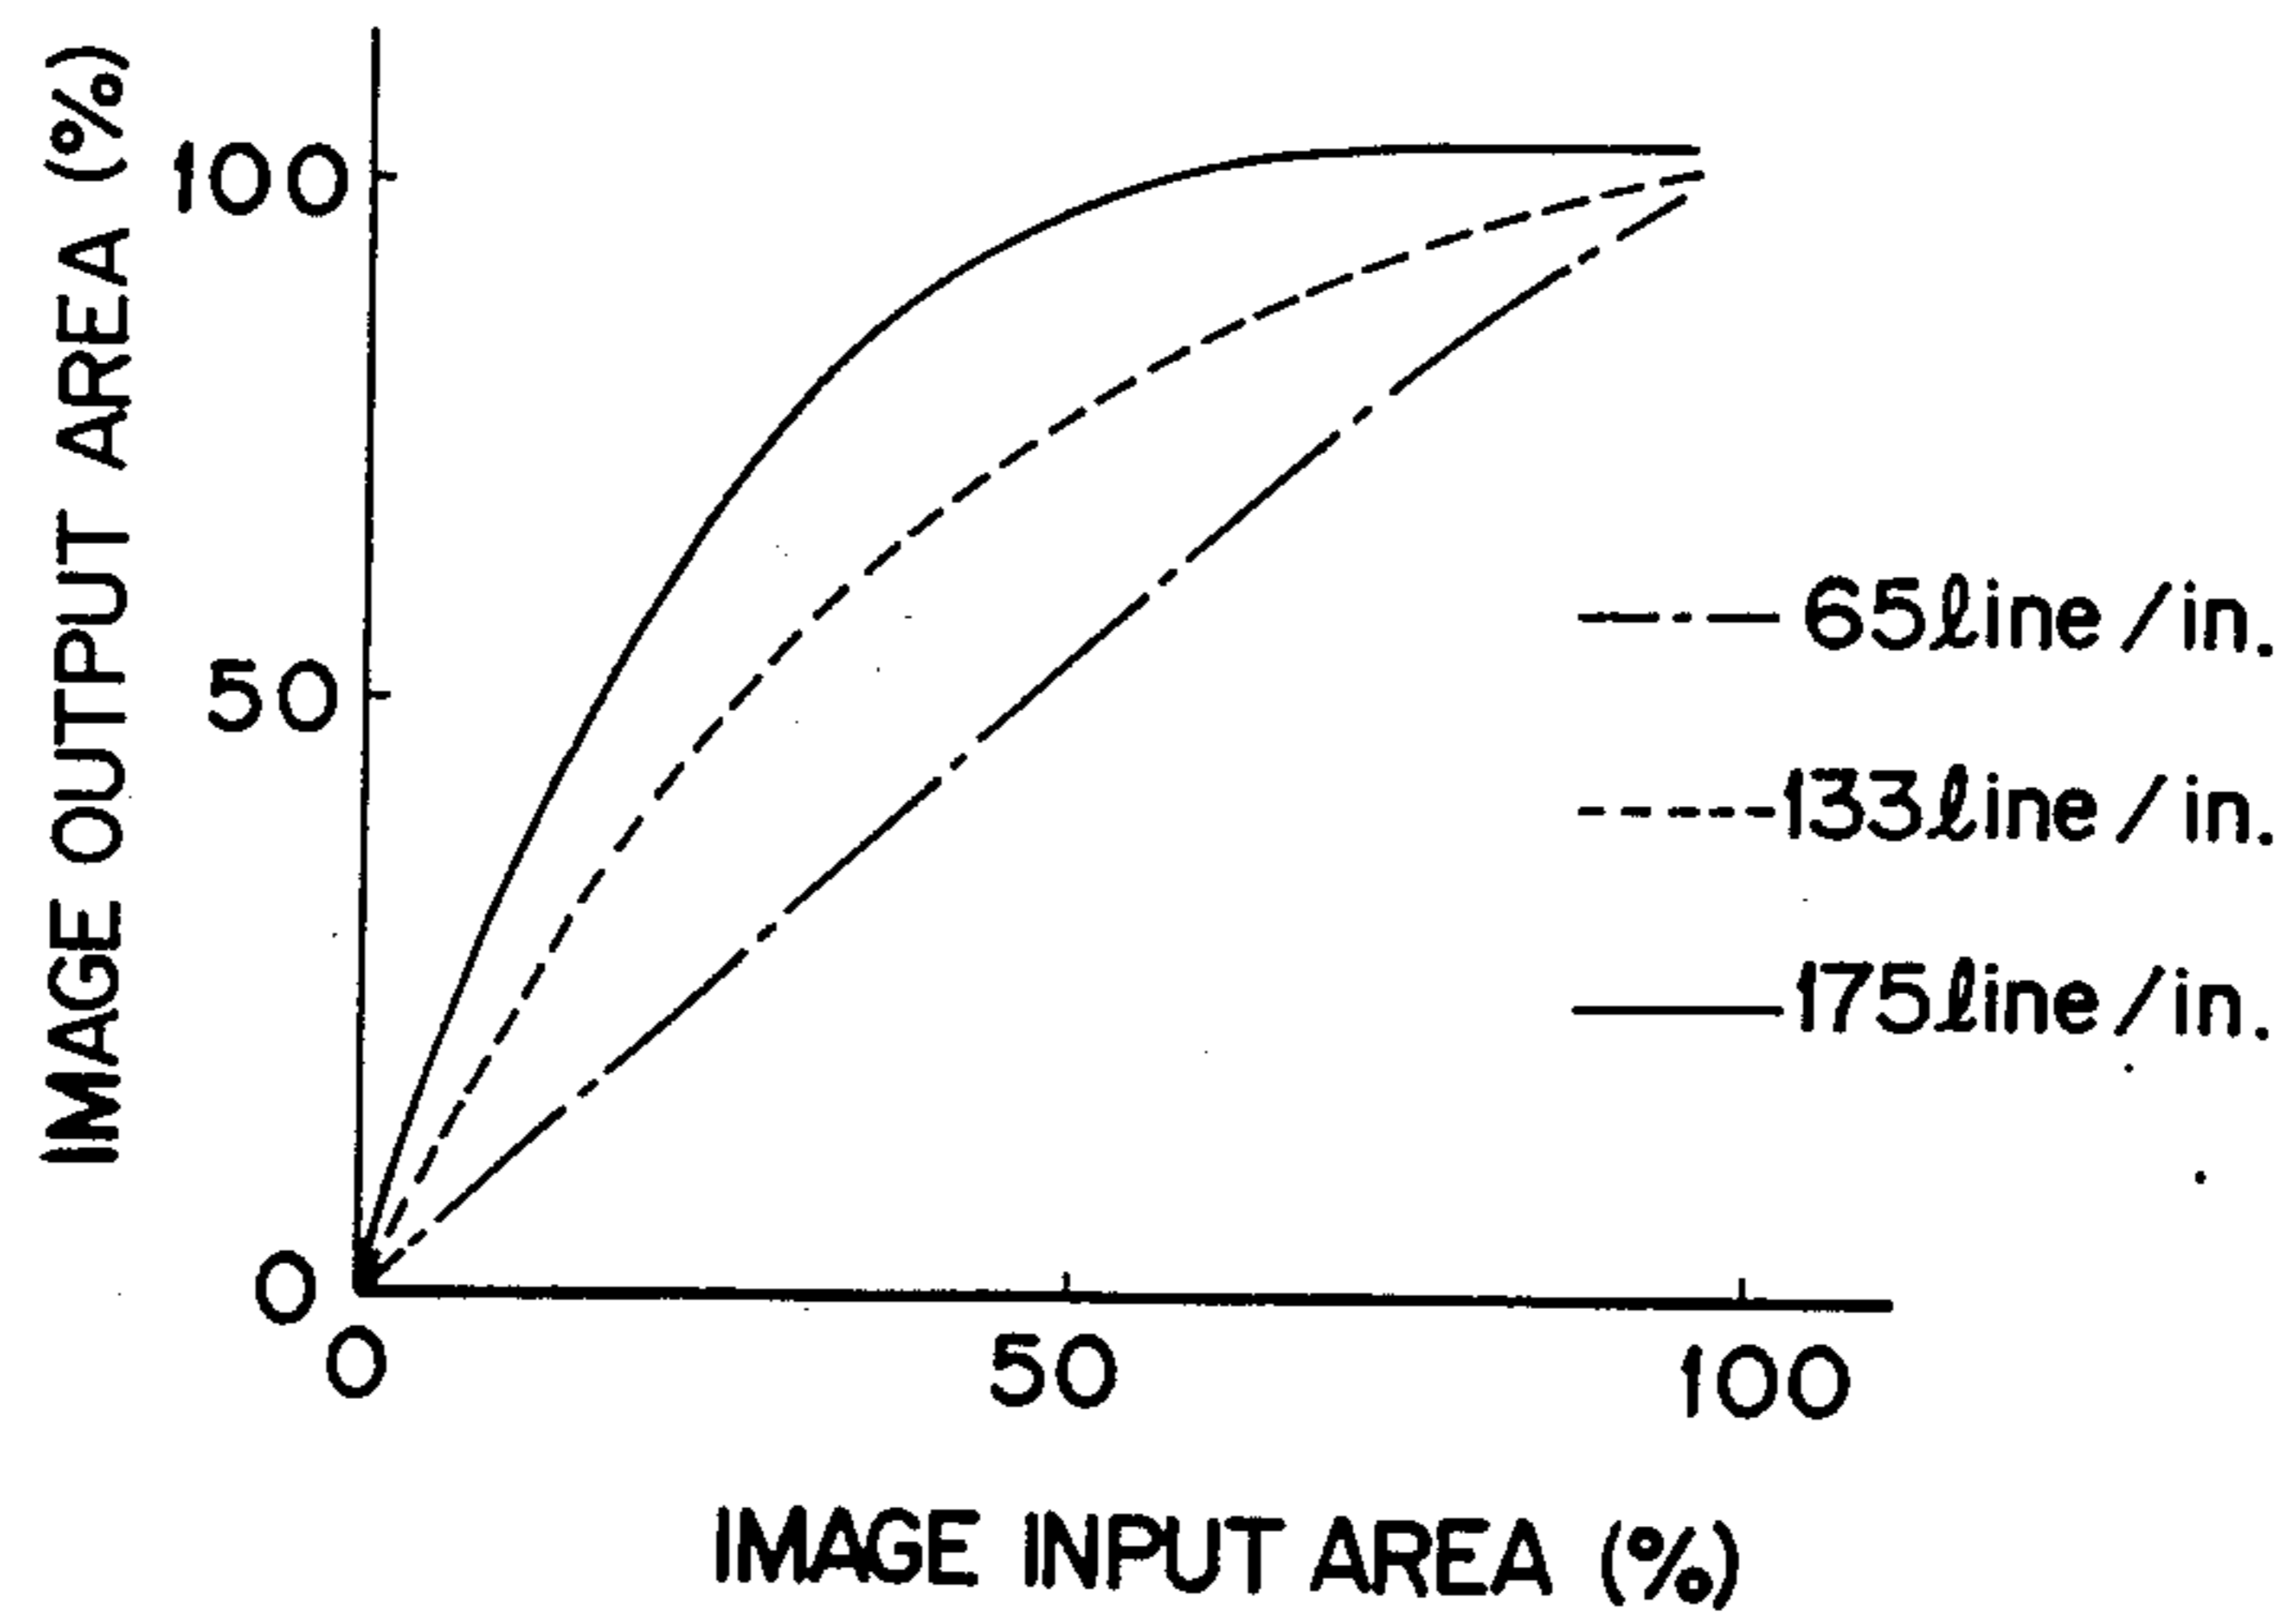 IMAGE OUTPUT AREA (%)
100
50
0
0
50
100
IMAGE INPUT AREA (%)
65line/in.
133line/in.
175line/in.